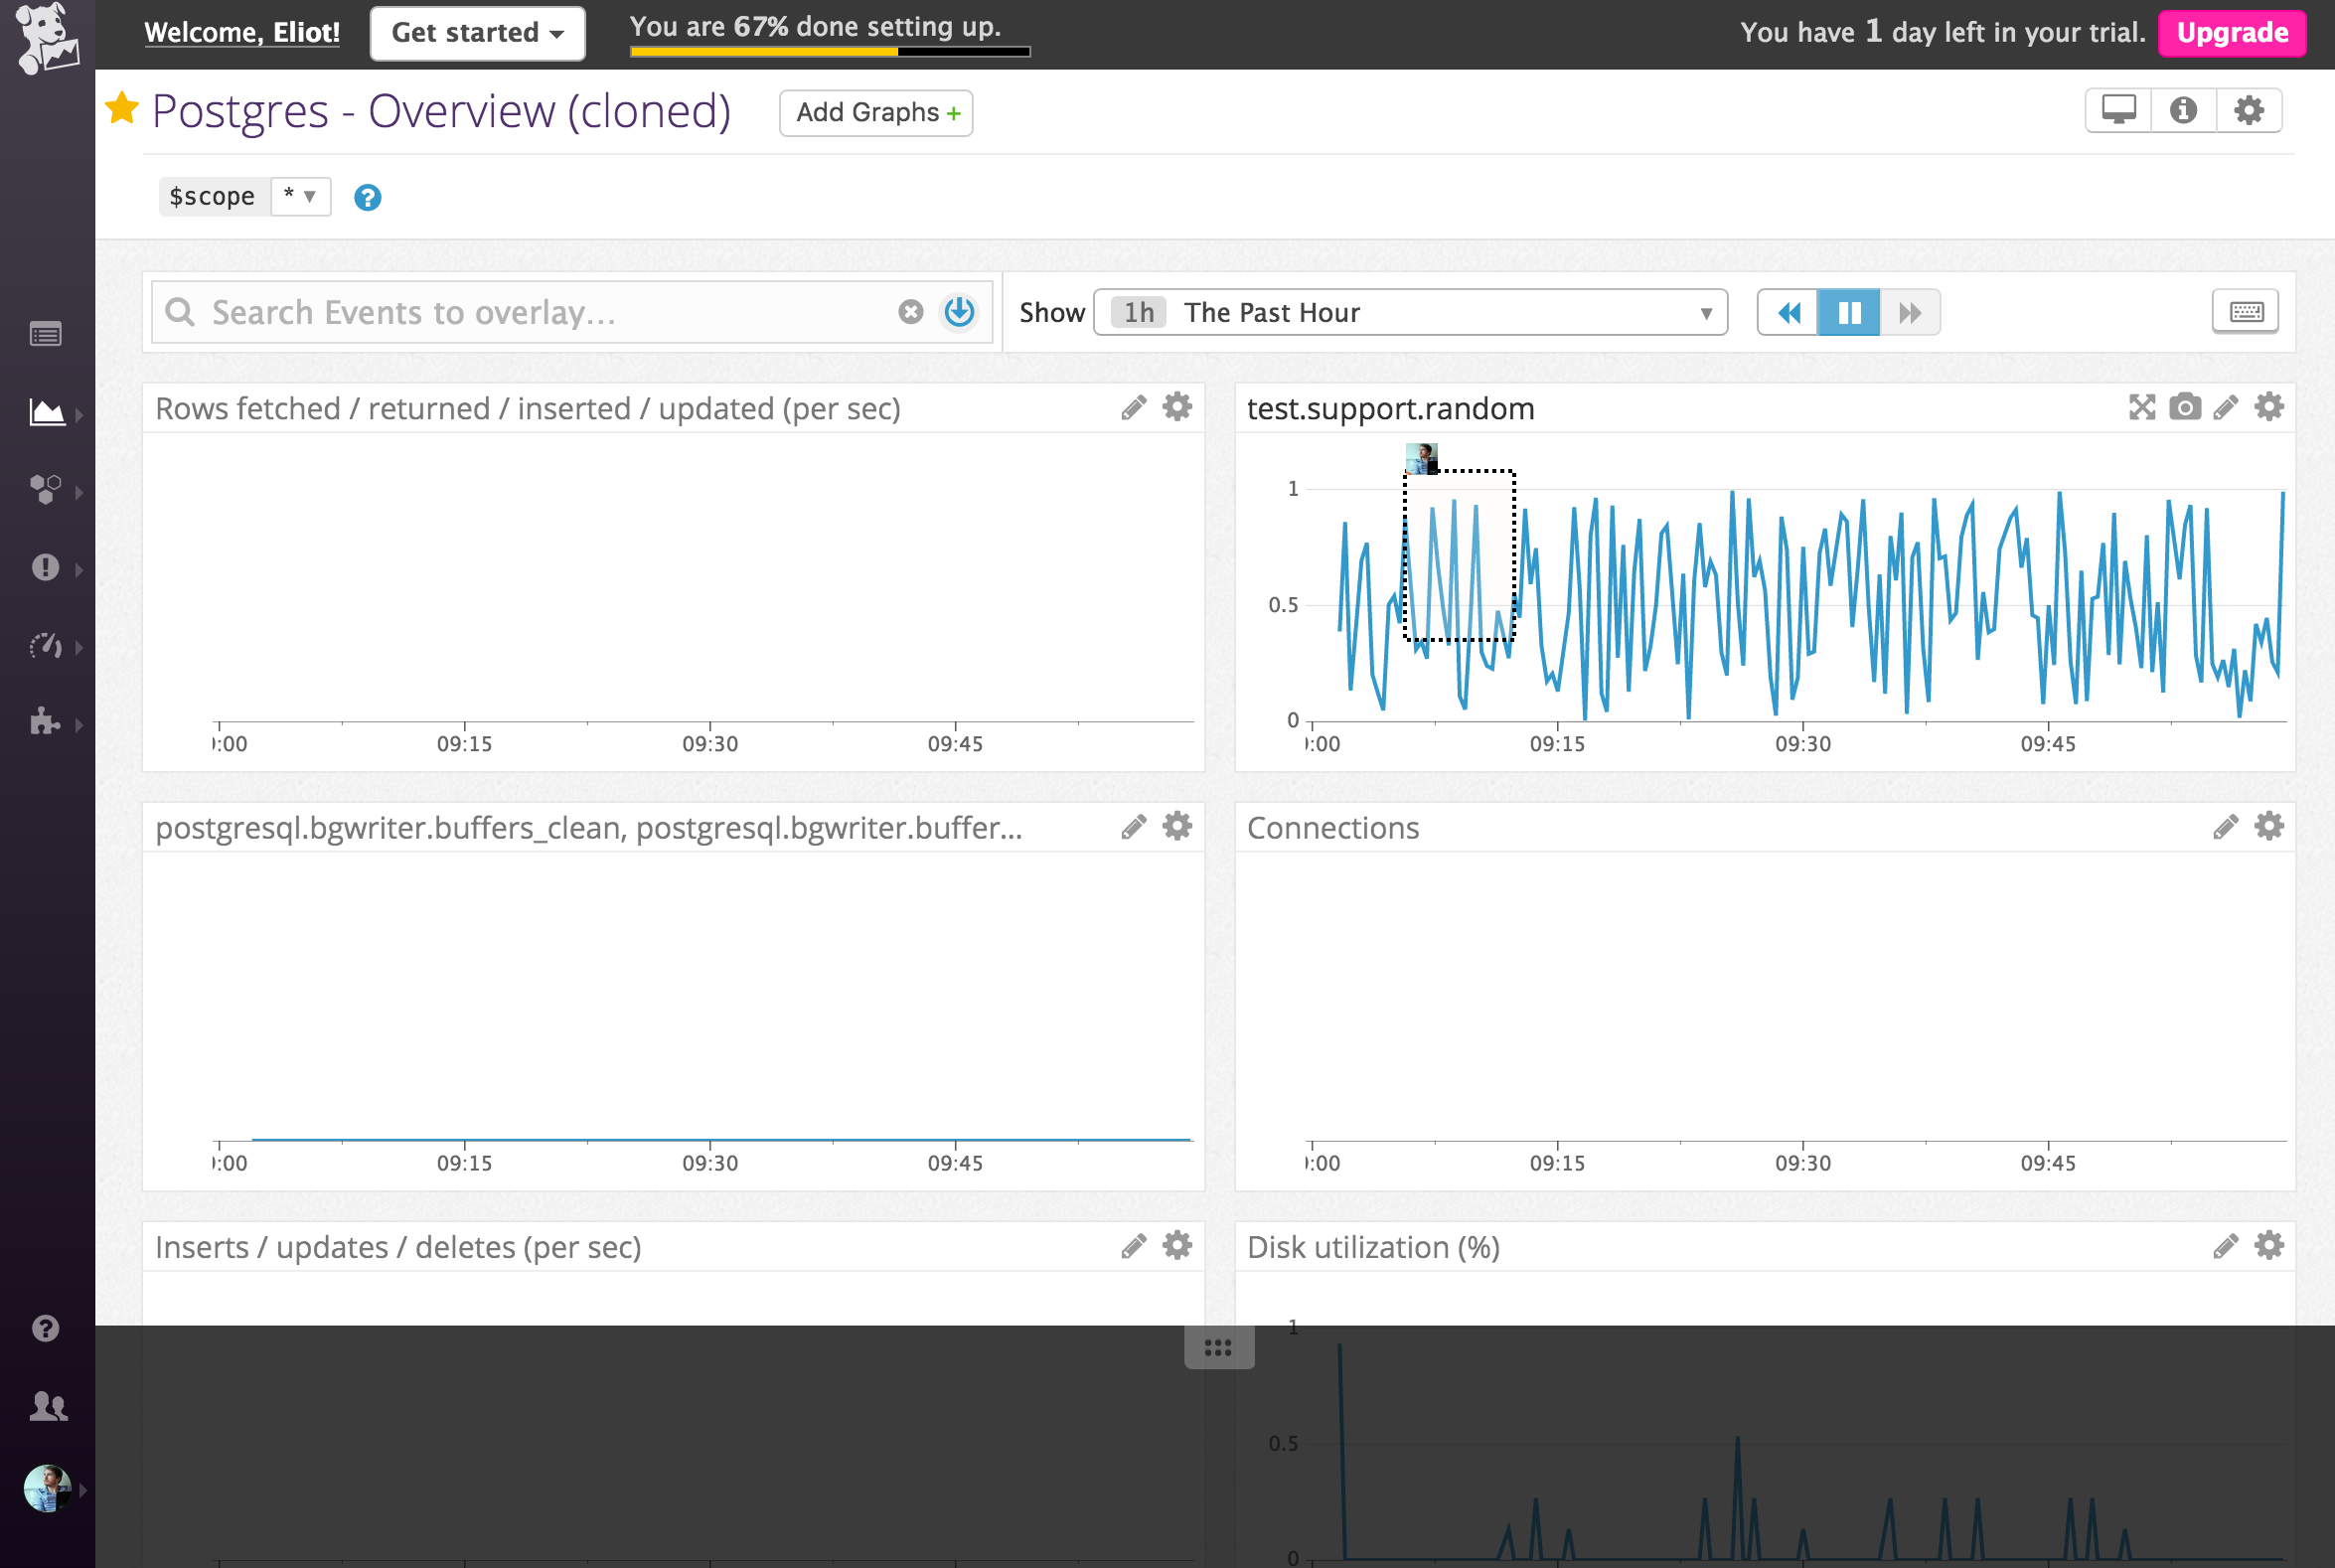 Welcome, Eliot!
Get started
You are 67% done setting up.
You have 1 day left in your trial.
Upgrade
Postgres - Overview (cloned)
Add Graphs +
$scope * ▼
Search Events to overlay...
Show 1h The Past Hour
Rows fetched / returned / inserted / updated (per sec)
:00 09:15 09:30 09:45
test.support.random
1
0.5
0
:00 09:15 09:30 09:45
postgresql.bgwriter.buffers_clean, postgresql.bgwriter.buffer...
:00 09:15 09:30 09:45
Connections
:00 09:15 09:30 09:45
Inserts / updates / deletes (per sec)
Disk utilization (%)
1
0.5
0